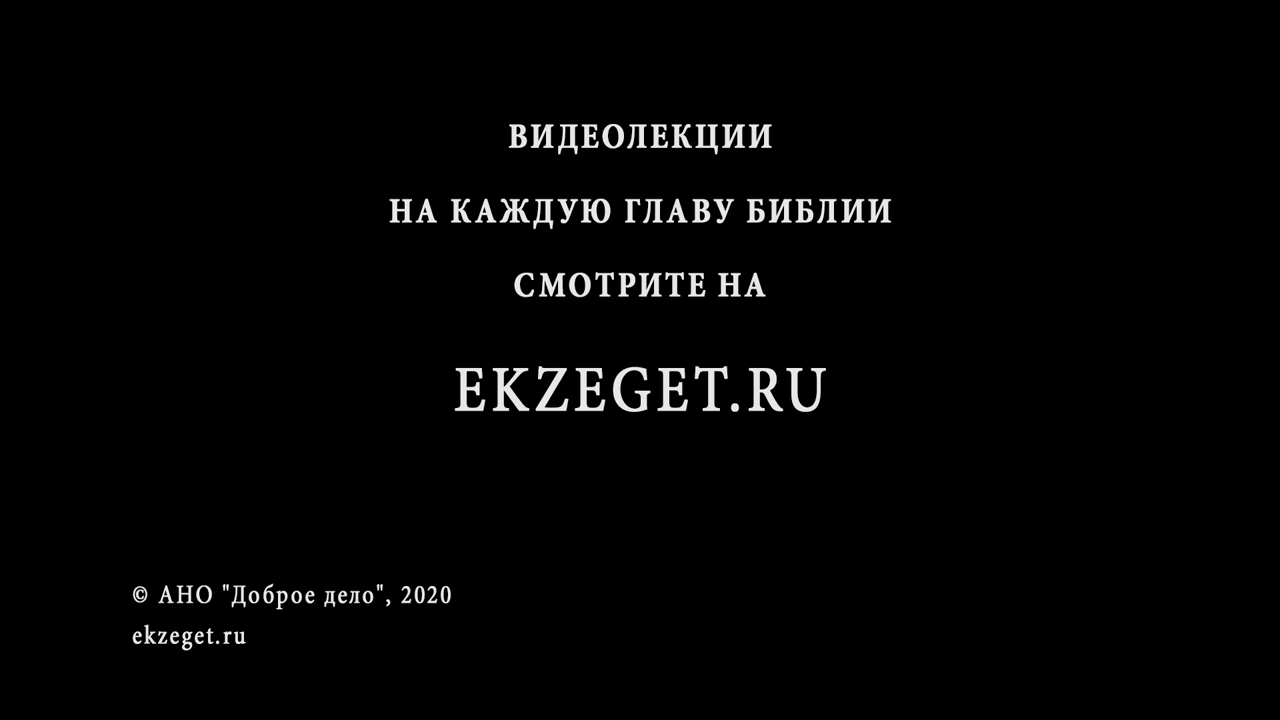 ВИДЕОЛЕКЦИИ
НА КАЖДУЮ ГЛАВУ БИБЛИИ
СМОТРИТЕ НА
EKZEGET.RU
© АНО "Доброе дело", 2020
ekzeget.ru